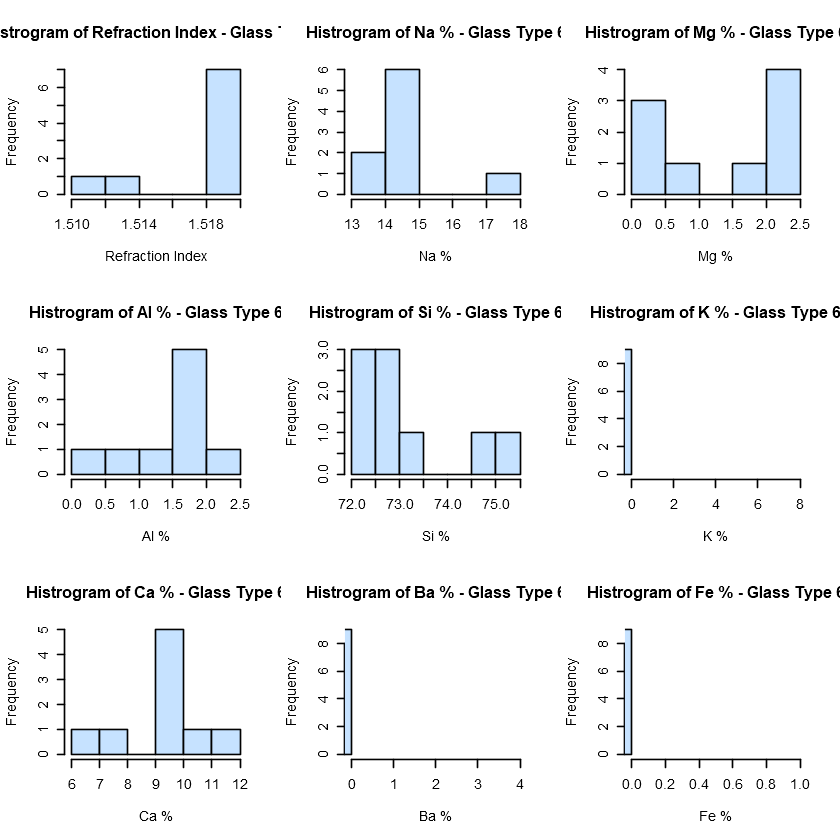 strogram of Refraction Index - Glass
Histrogram of Na % - Glass Type 6
Histrogram of Mg % - Glass Type 6
Frequency
0 2 4 6
1.510 1.514 1.518
Refraction Index
Frequency
0 1 2 3 4 5 6
13 14 15 16 17 18
Na %
Frequency
0 1 2 3 4
0.0 0.5 1.0 1.5 2.0 2.5
Mg %
Histrogram of Al % - Glass Type 6
Histrogram of Si % - Glass Type 6
Histrogram of K % - Glass Type 6
Frequency
0 1 2 3 4 5
0.0 0.5 1.0 1.5 2.0 2.5
Al %
Frequency
0.0 1.0 2.0 3.0
72.0 73.0 74.0 75.0
Si %
Frequency
0 2 4 6 8
0 2 4 6 8
K %
Histrogram of Ca % - Glass Type 6
Histrogram of Ba % - Glass Type 6
Histrogram of Fe % - Glass Type 6
Frequency
0 1 2 3 4 5
6 7 8 9 10 11 12
Ca %
Frequency
0 2 4 6 8
0 1 2 3 4
Ba %
Frequency
0 2 4 6 8
0.0 0.2 0.4 0.6 0.8 1.0
Fe %